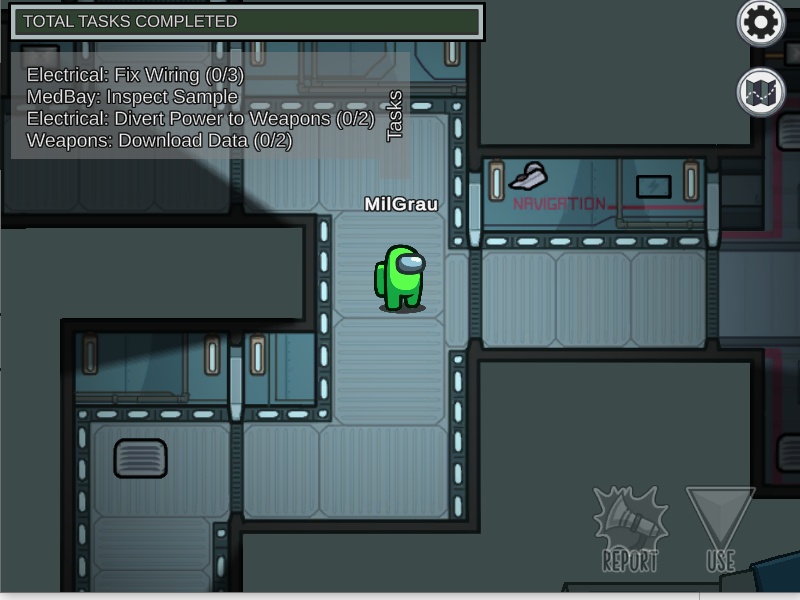 TOTAL TASKS COMPLETED
Electrical: Fix Wiring (0/3)
MedBay: Inspect Sample
Electrical: Divert Power to Weapons (0/2)
Weapons: Download Data (0/2)
Tasks
MilGrau
NAVIGATION
REPORT
USE